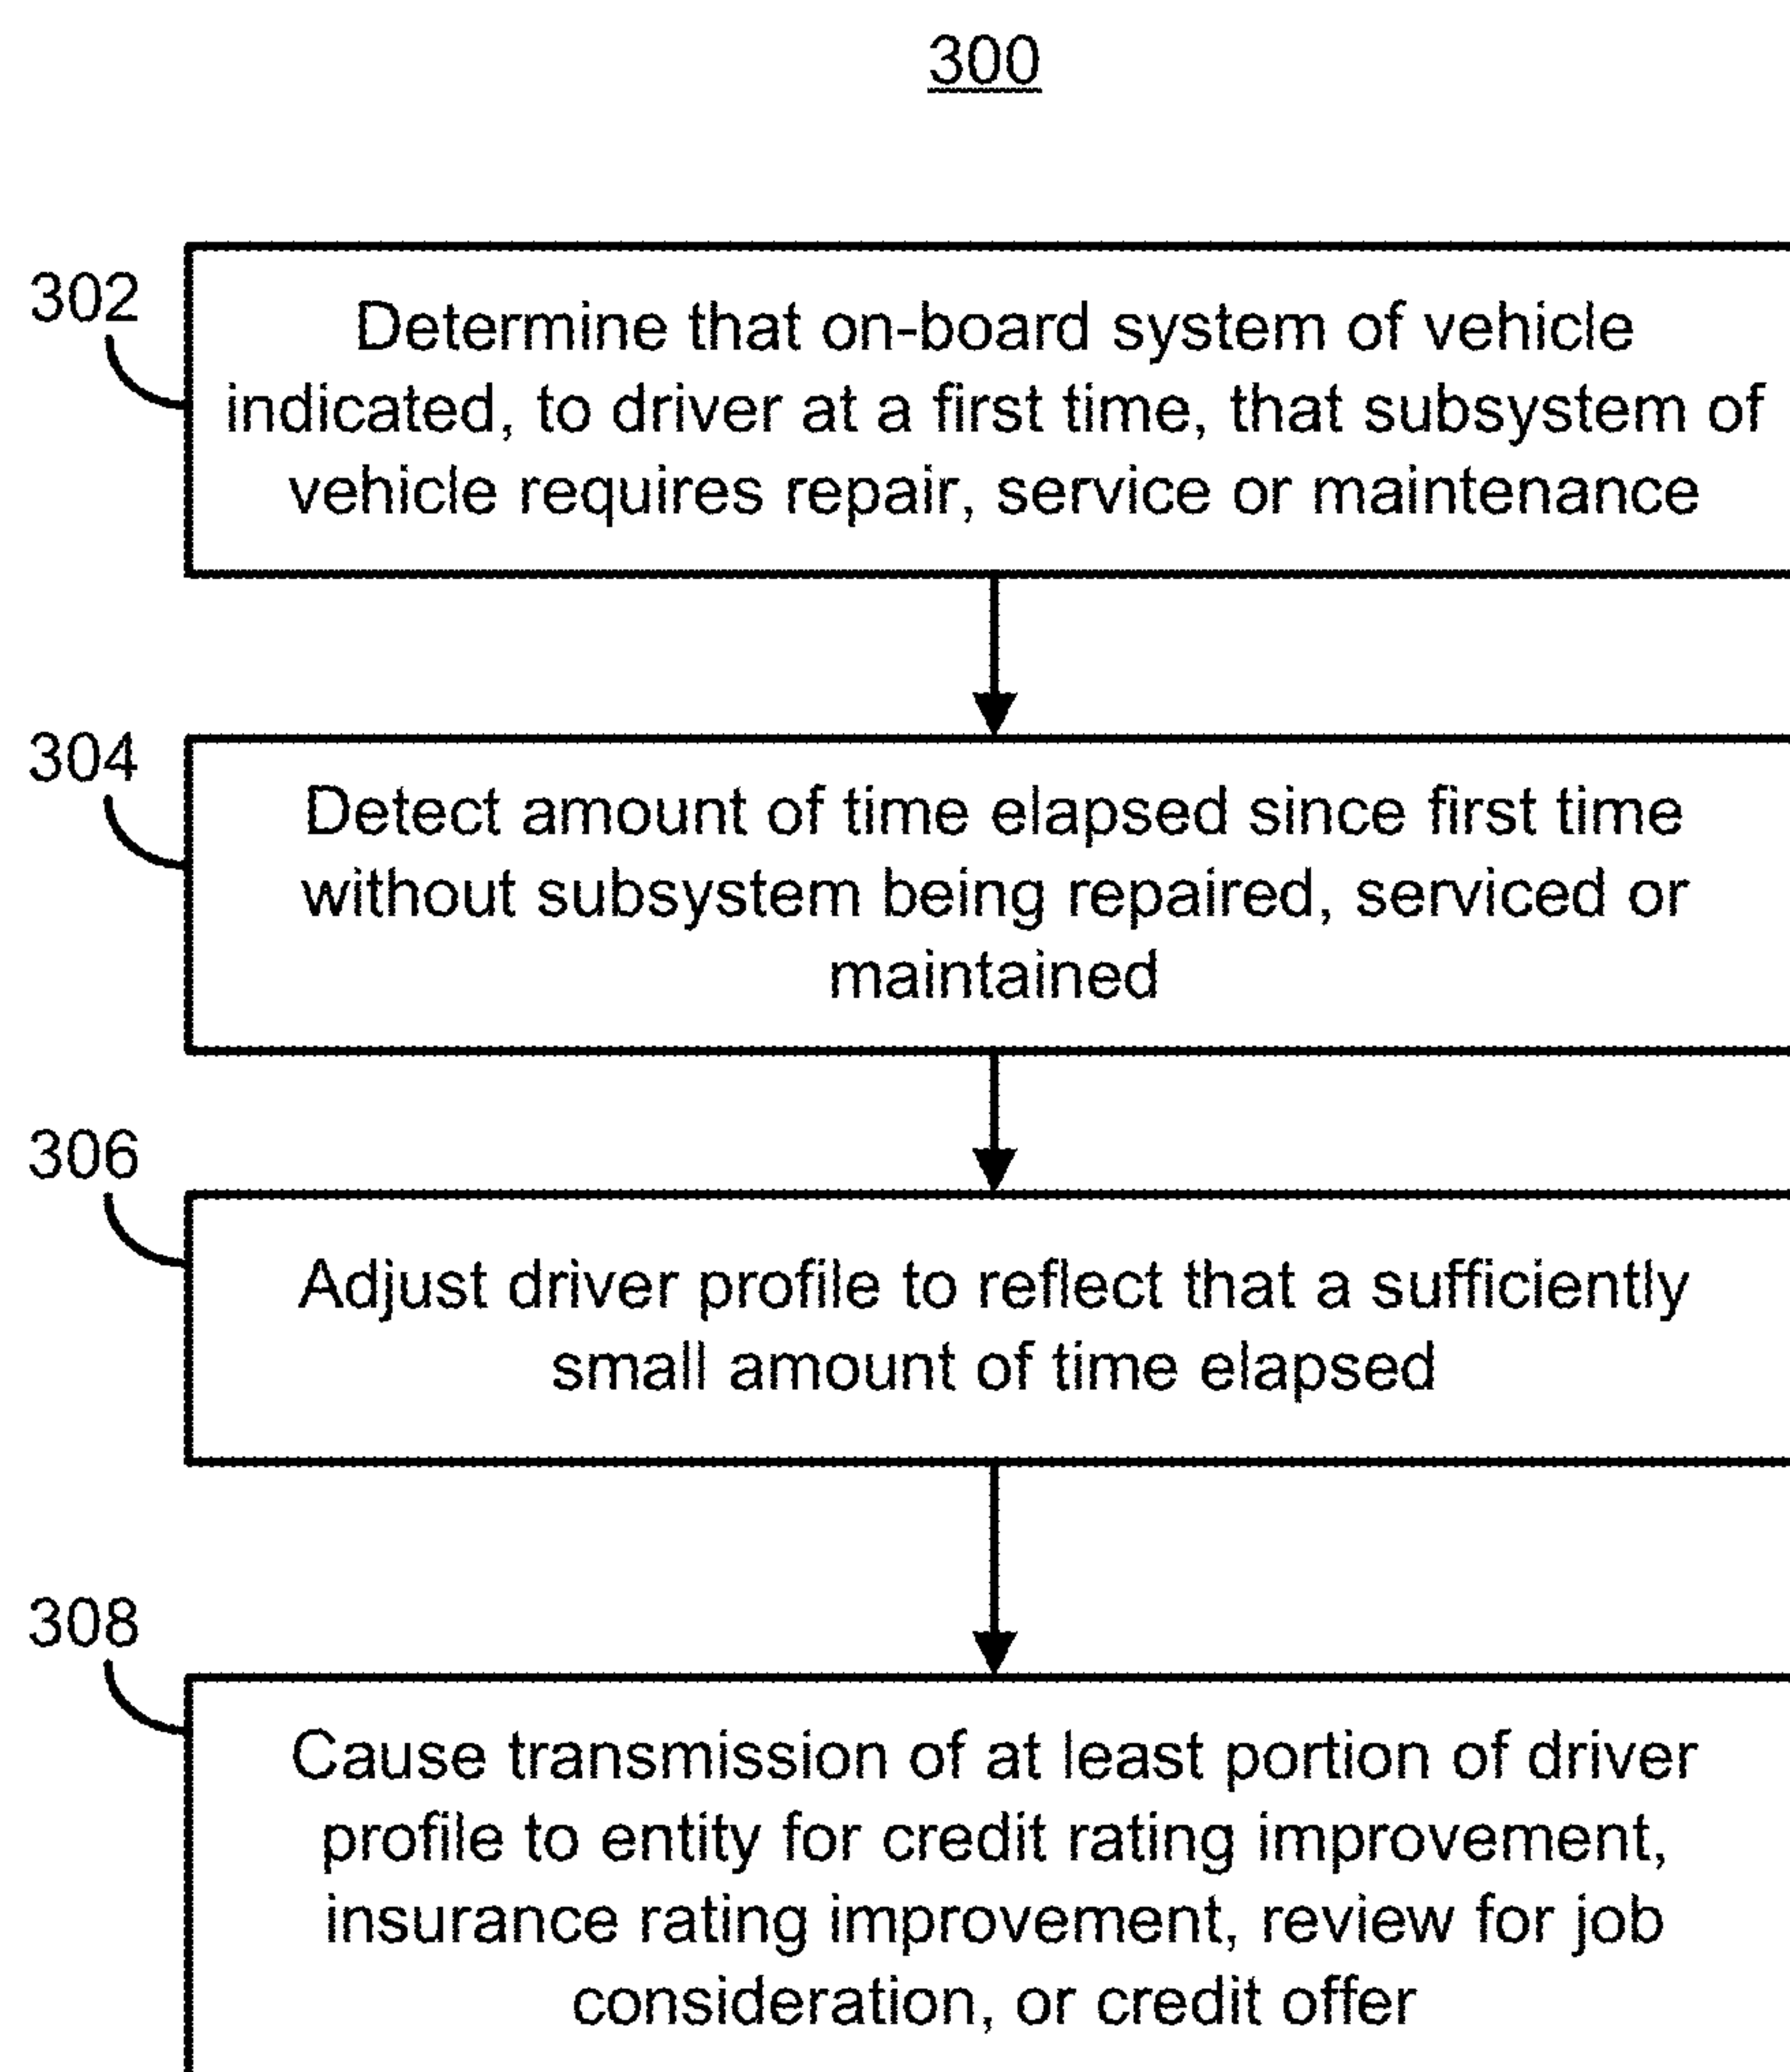 300
302
Determine that on-board system of vehicle
indicated, to driver at a first time, that subsystem of
vehicle requires repair, service or maintenance
304
Detect amount of time elapsed since first time
without subsystem being repaired, serviced or
maintained
306
Adjust driver profile to reflect that a sufficiently
small amount of time elapsed
308
Cause transmission of at least portion of driver
profile to entity for credit rating improvement,
insurance rating improvement, review for job
consideration, or credit offer